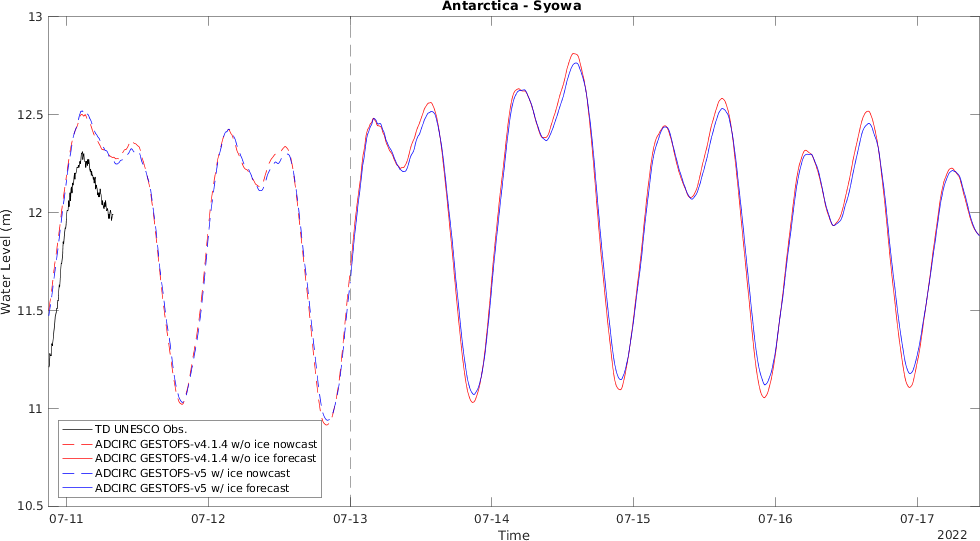 Antarctica - Syowa
13
12.5
12
11.5
11
10.5
Water Level (m)
TD UNESCO Obs.
ADCIRC GESTOFS-v4.1.4 w/o ice nowcast
ADCIRC GESTOFS-v4.1.4 w/o ice forecast
ADCIRC GESTOFS-v5 w/ ice nowcast
ADCIRC GESTOFS-v5 w/ ice forecast
07-11 07-12 07-13 07-14 07-15 07-16 07-17
Time
2022